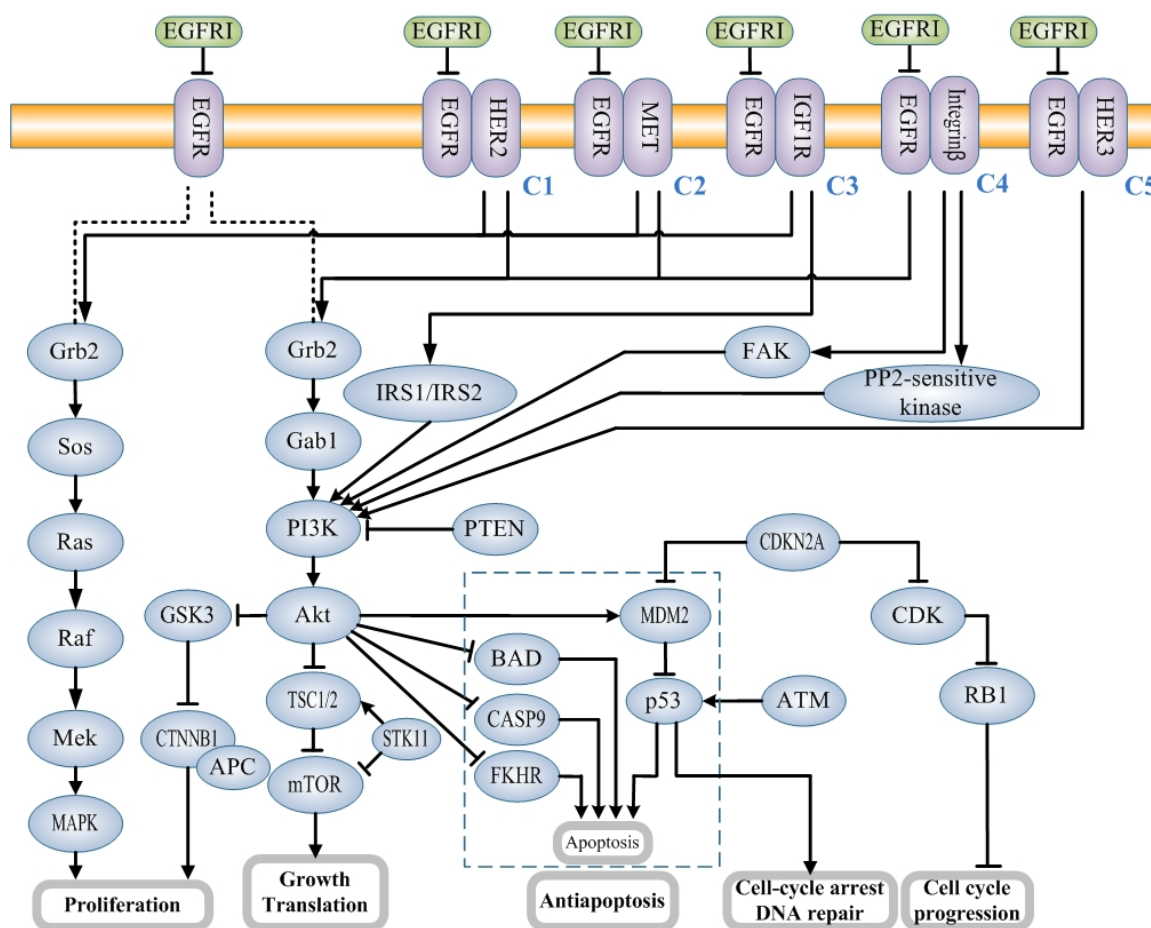 EGFRI
EGFRI
EGFRI
EGFRI
EGFRI
EGFRI
EGFR
EGFR
HER2
EGFR
MET
EGFR
IGF1R
EGFR
Integrinβ
EGFR
HER3
C1
C2
C3
C4
C5
Grb2
Grb2
FAK
IRS1/IRS2
PP2-sensitive
kinase
Sos
Gab1
Ras
PI3K
PTEN
CDKN2A
GSK3
Akt
MDM2
CDK
Raf
BAD
TSC1/2
p53
ATM
RB1
Mek
CTNNB1
APC
STK11
CASP9
mTOR
FKHR
MAPK
Apoptosis
Proliferation
Growth
Translation
Antiapoptosis
Cell-cycle arrest
DNA repair
Cell cycle
progression